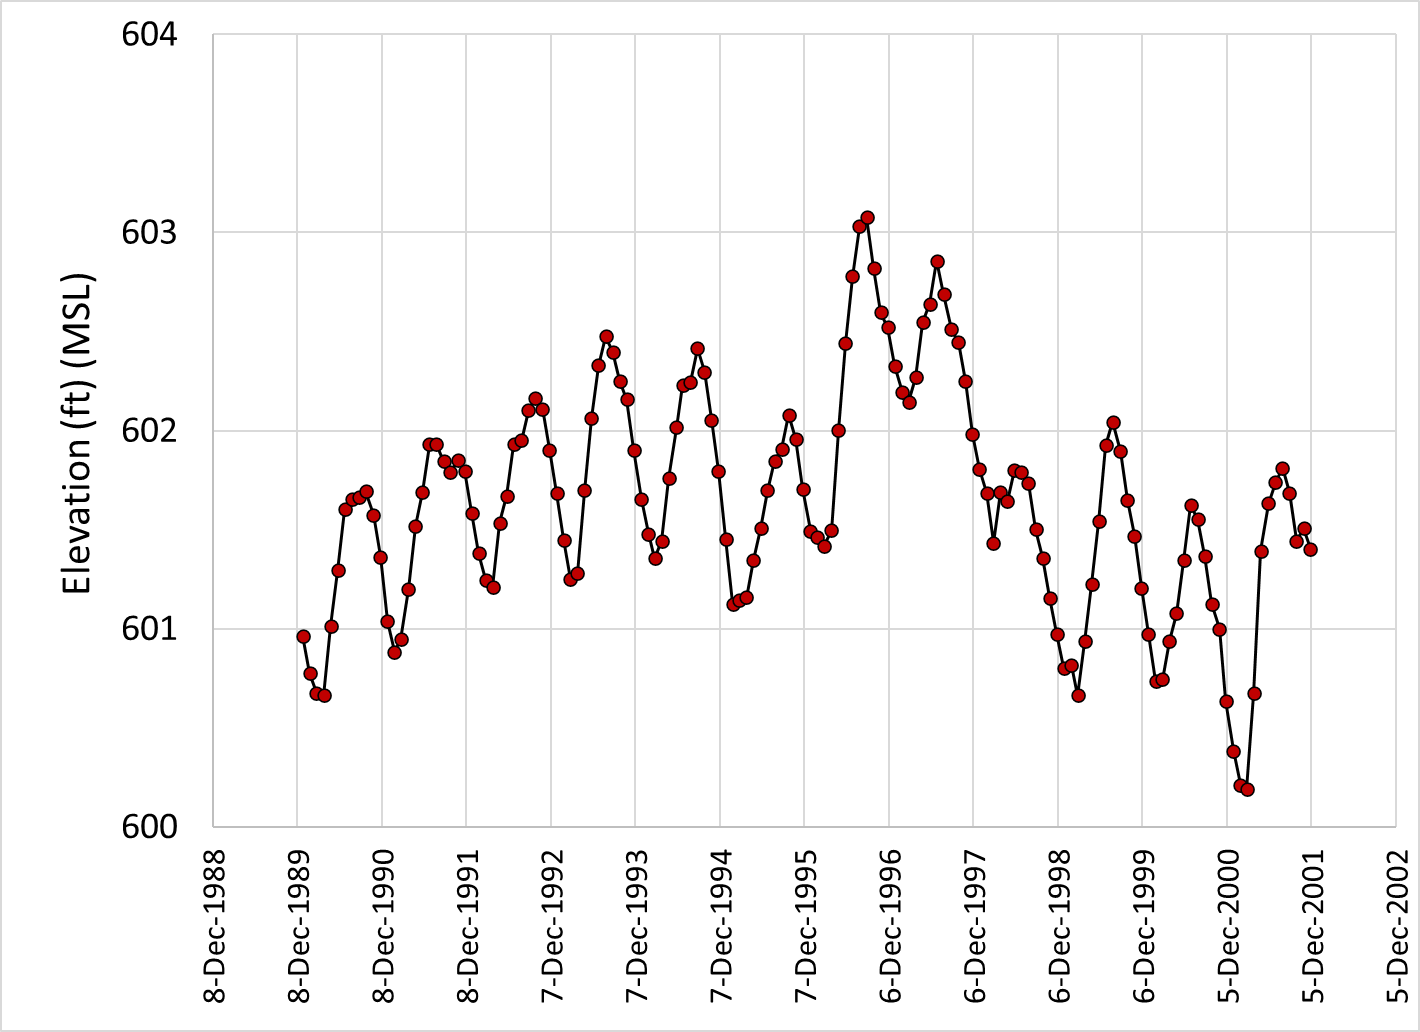 604
603
602
601
600
Elevation (ft) (MSL)
8-Dec-1988
8-Dec-1989
8-Dec-1990
8-Dec-1991
7-Dec-1992
7-Dec-1993
7-Dec-1994
7-Dec-1995
6-Dec-1996
6-Dec-1997
6-Dec-1998
6-Dec-1999
5-Dec-2000
5-Dec-2001
5-Dec-2002